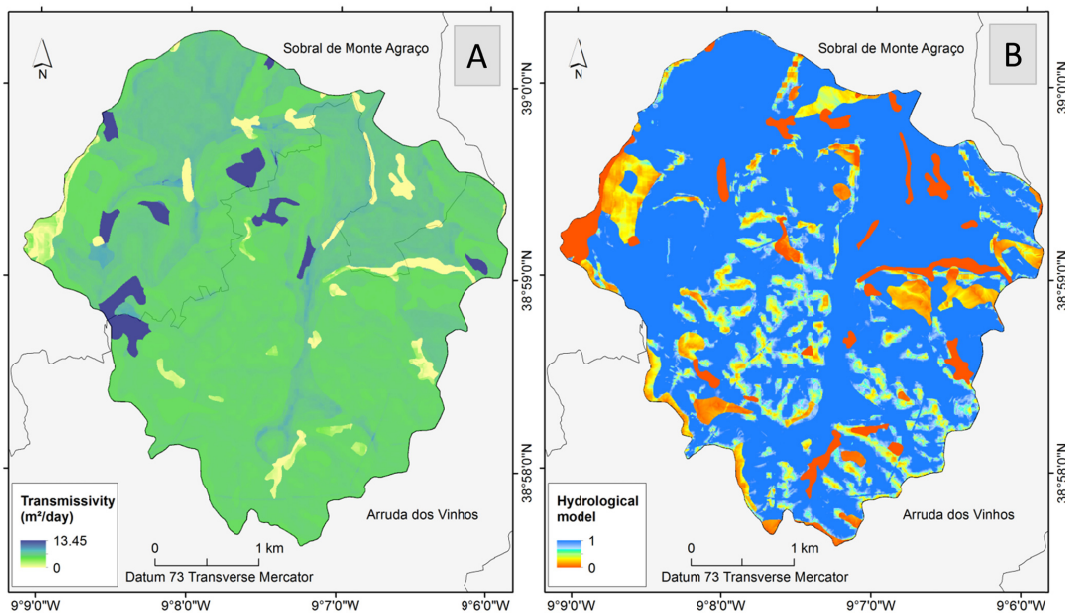 A
Sobral de Monte Agraço
N
39°0'0"N
38°59'0"N
38°58'0"N
Transmissivity
(m²/day)
13.45
0
Arruda dos Vinhos
0 1 km
Datum 73 Transverse Mercator
9°9'0"W 9°8'0"W 9°7'0"W 9°6'0"W
B
Sobral de Monte Agraço
N
39°0'0"N
38°59'0"N
38°58'0"N
Hydrological
model
1
0
Arruda dos Vinhos
0 1 km
Datum 73 Transverse Mercator
9°9'0"W 9°8'0"W 9°7'0"W 9°6'0"W